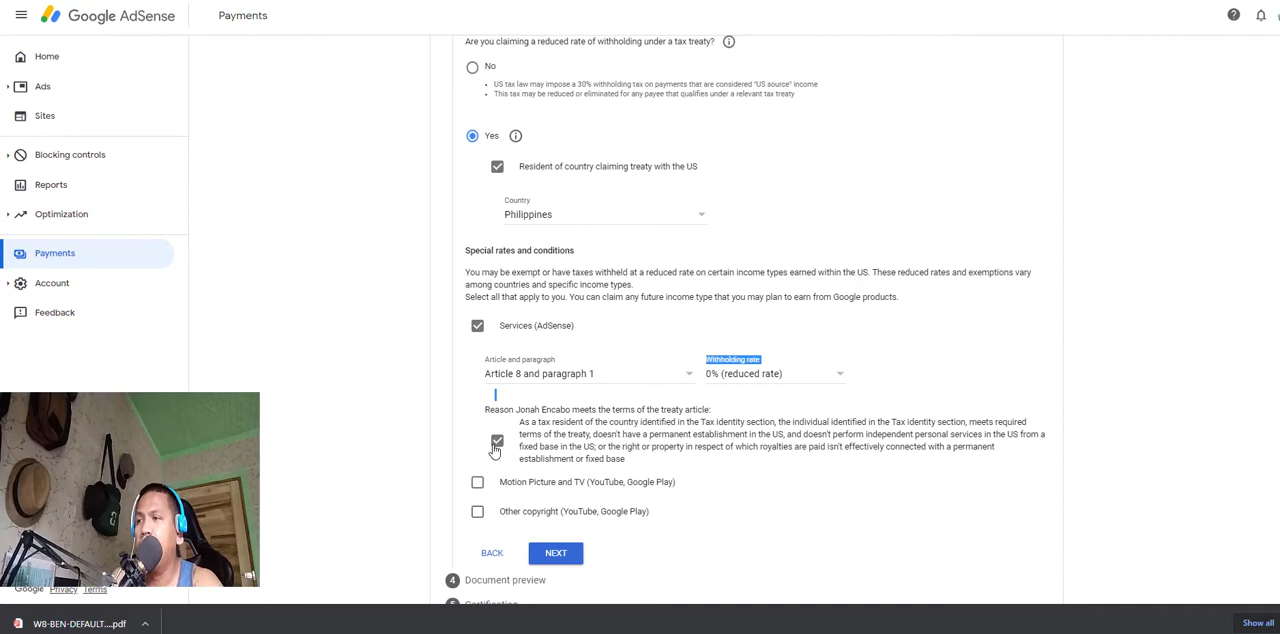 Google AdSense
Payments
Are you claiming a reduced rate of withholding under a tax treaty?
Home
No
Ads
US tax law may impose a 30% withholding tax on payments that are considered "US source" income
This tax may be reduced or eliminated for any payee that qualifies under a relevant tax treaty
Sites
Yes
Blocking controls
Resident of country claiming treaty with the US
Reports
Country
Philippines
Optimization
Special rates and conditions
Payments
You may be exempt or have taxes withheld at a reduced rate on certain income types earned within the US. These reduced rates and exemptions vary
among countries and specific income types.
Account
Select all that apply to you. You can claim any future income type that you may plan to earn from Google products.
Feedback
Services (AdSense)
Article and paragraph
Withholding rate
Article 8 and paragraph 1
0% (reduced rate)
Reason Jonah Encabo meets the terms of the treaty article:
As a tax resident of the country identified in the Tax identity section, the individual identified in the Tax identity section, meets required
terms of the treaty, doesn't have a permanent establishment in the US, and doesn't perform independent personal services in the US from a
fixed base in the US; or the right or property in respect of which royalties are paid isn't effectively connected with a permanent
establishment or fixed base
Motion Picture and TV (YouTube, Google Play)
Other copyright (YouTube, Google Play)
BACK
NEXT
4 Document preview
Google Privacy Terms
5 Certification
W8-BEN-DEFAULT....pdf
Show all